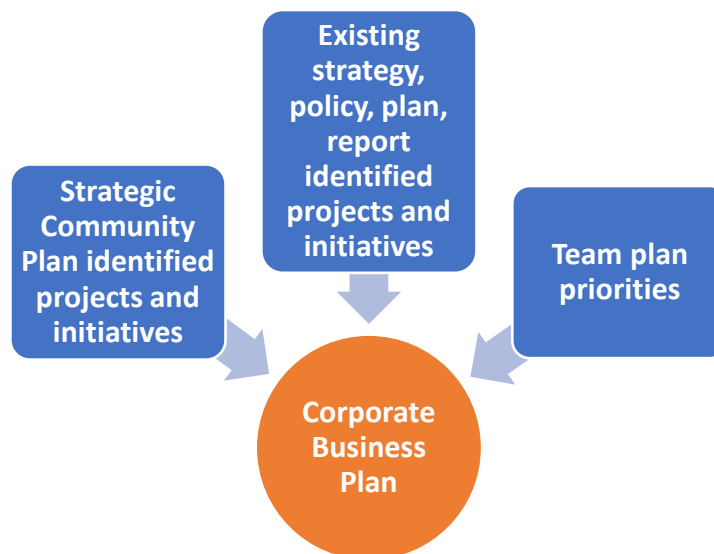 Existing
strategy,
policy, plan,
report
identified
projects and
initiatives
Strategic
Community
Plan identified
projects and
initiatives
Team plan
priorities
Corporate
Business
Plan